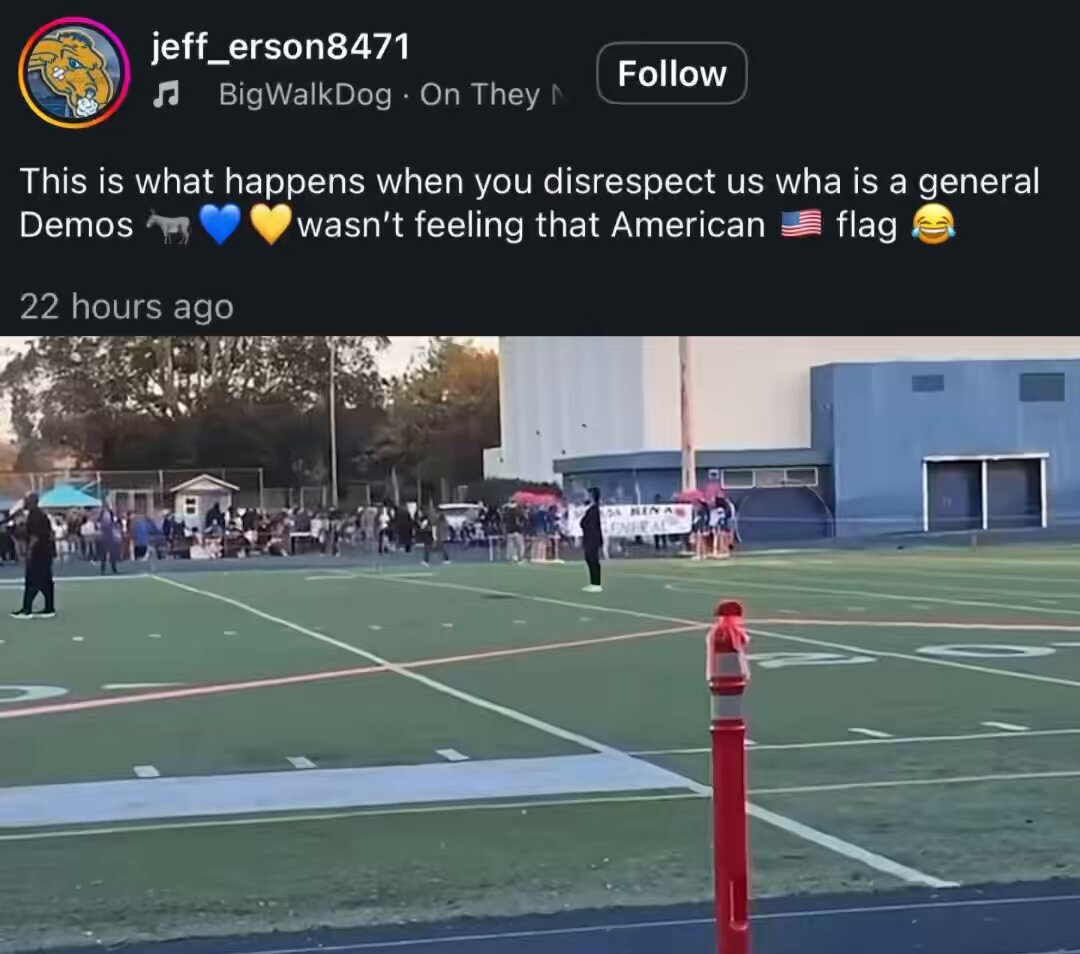 jeff_erson8471
BigWalkDog · On They
Follow
This is what happens when you disrespect us wha is a general
Demos 🫏💙💛wasn't feeling that American 🇺🇸 flag 😂
22 hours ago